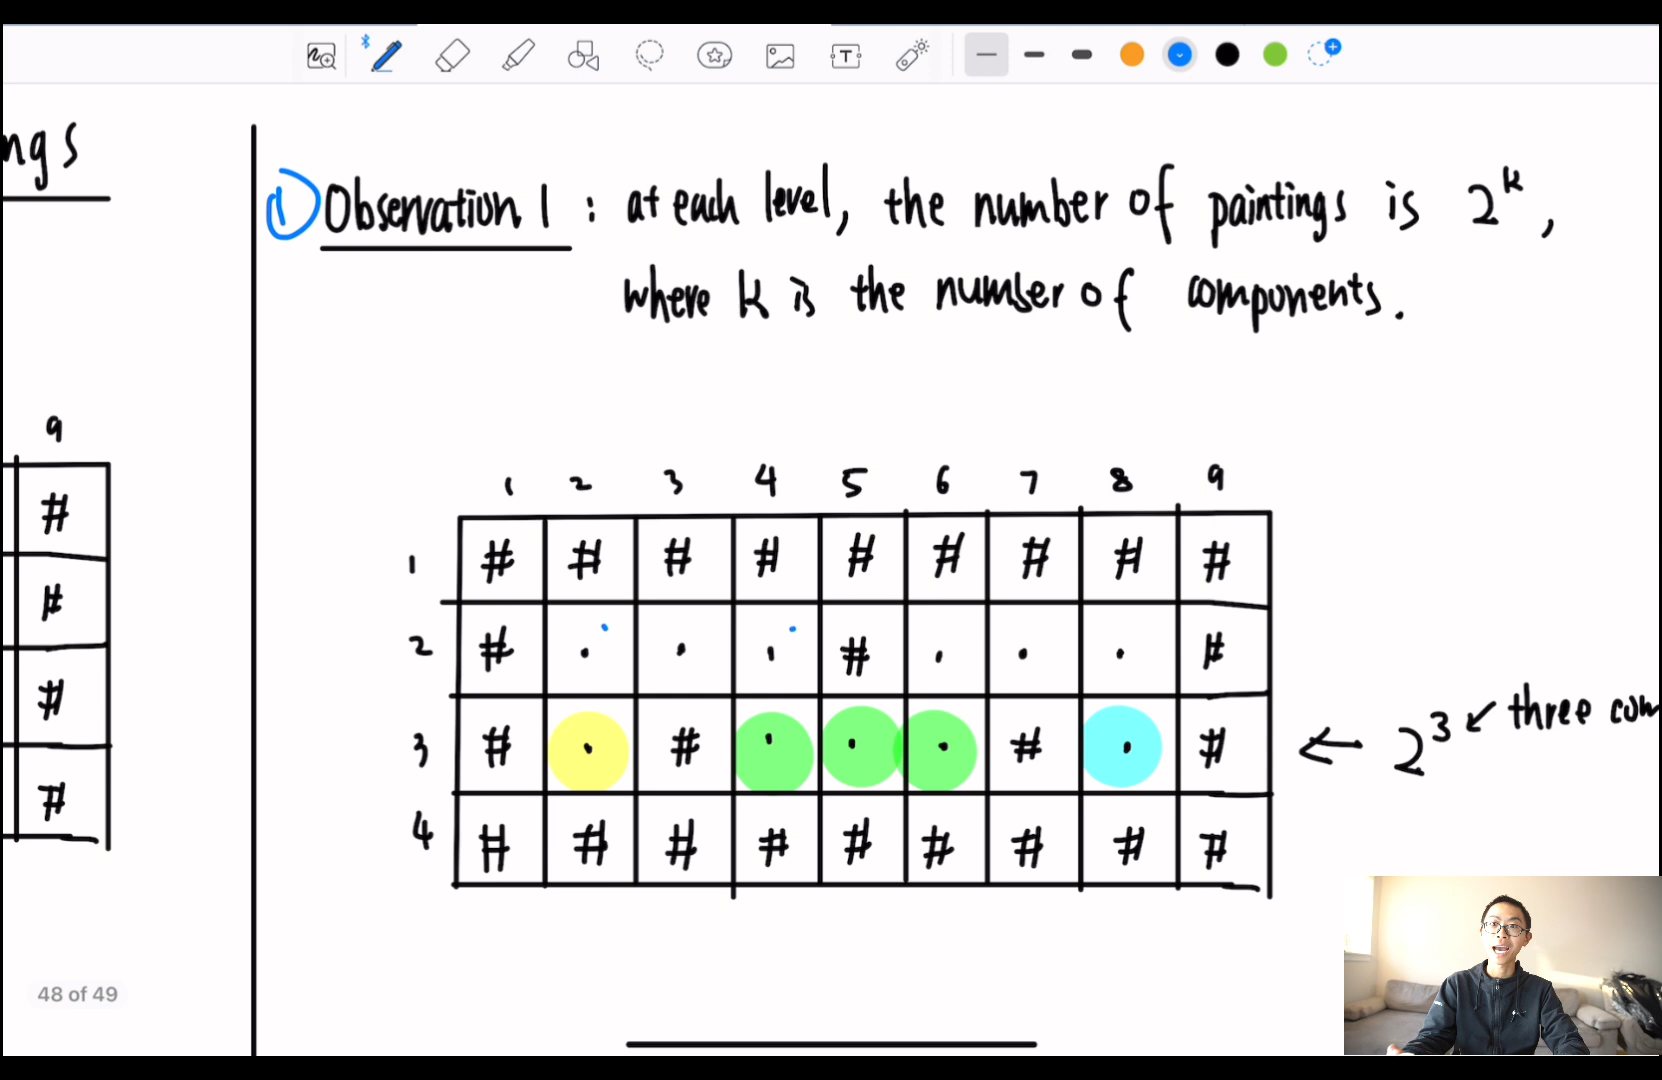 ngs
① Observation 1 : at each level, the number of paintings is 2^k,
where k is the number of components.
9
#
#
#
#
1 2 3 4 5 6 7 8 9
1 # # # # # # # # #
2 # . . . # . . . #
3 # . # . . . # . # ← 2^3 ↙ three com
4 # # # # # # # # #
48 of 49
T